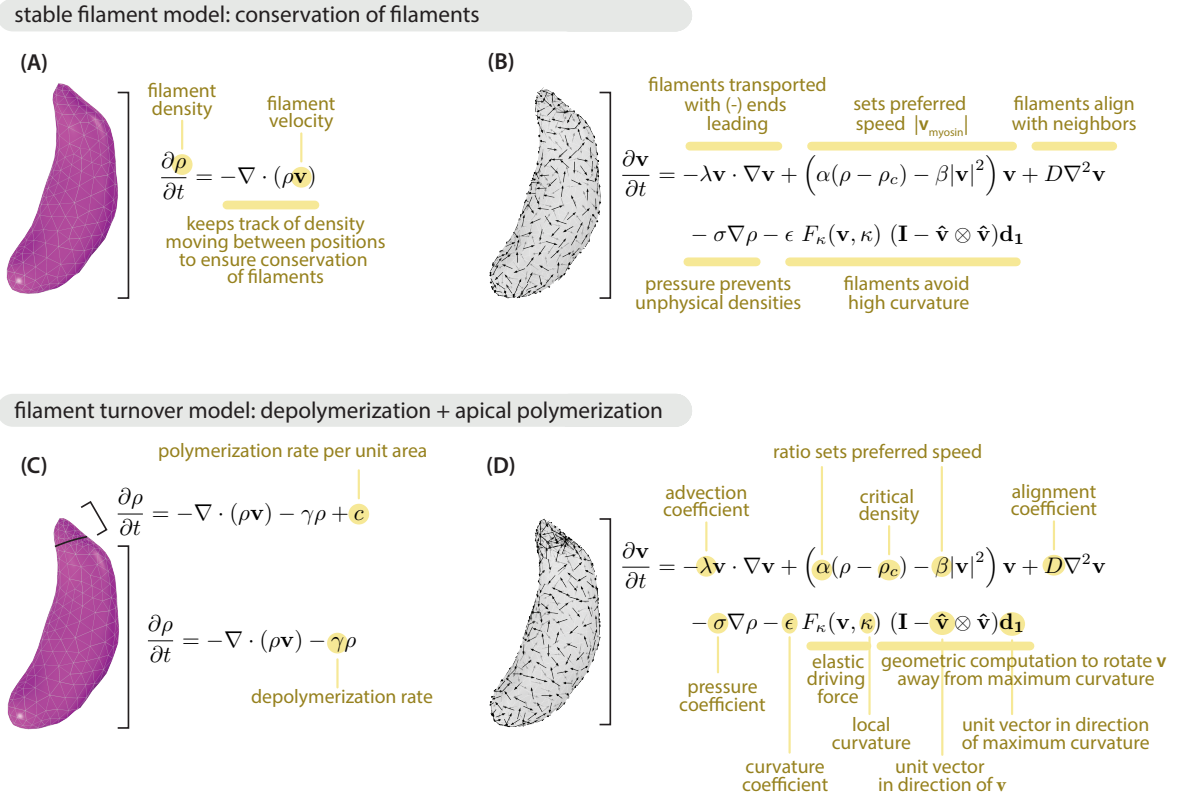 stable filament model: conservation of filaments
(A)
filament
density
filament
velocity
∂ρ/∂t = −∇ · (ρv)
keeps track of density
moving between positions
to ensure conservation
of filaments
(B)
filaments transported
with (-) ends
leading
sets preferred
speed |v_myosin|
filaments align
with neighbors
∂v/∂t = −λv · ∇v + (α(ρ − ρ_c) − β|v|²) v + D∇²v
− σ∇ρ − ϵ F_κ(v, κ) (I − v̂ ⊗ v̂)d₁
pressure prevents
unphysical densities
filaments avoid
high curvature
filament turnover model: depolymerization + apical polymerization
(C)
polymerization rate per unit area
∂ρ/∂t = −∇ · (ρv) − γρ + c
∂ρ/∂t = −∇ · (ρv) − γρ
depolymerization rate
(D)
ratio sets preferred speed
advection
coefficient
critical
density
alignment
coefficient
∂v/∂t = −λv · ∇v + (α(ρ − ρ_c) − β|v|²) v + D∇²v
− σ∇ρ − ϵ F_κ(v, κ) (I − v̂ ⊗ v̂)d₁
pressure
coefficient
elastic
driving
force
geometric computation to rotate v
away from maximum curvature
local
curvature
unit vector in direction
of maximum curvature
curvature
coefficient
unit vector
in direction of v